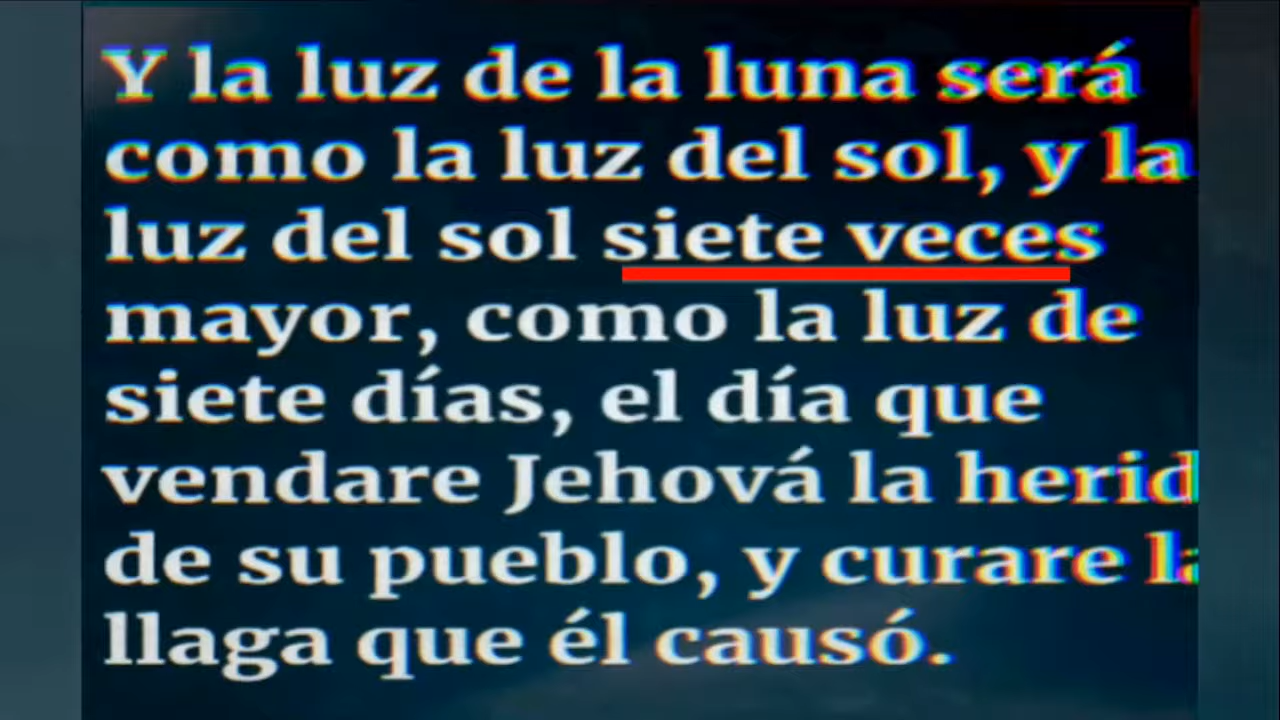 Y la luz de la luna será
como la luz del sol, y la
luz del sol siete veces
mayor, como la luz de
siete días, el día que
vendare Jehová la herid
de su pueblo, y curare la
llaga que él causó.